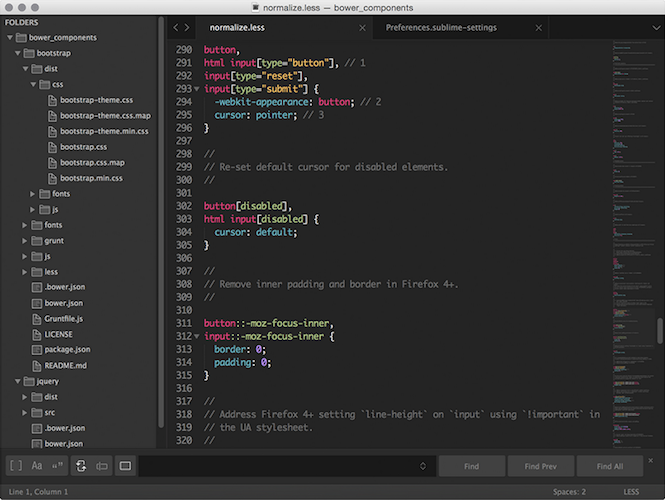 normalize.less — bower_components
FOLDERS
bower_components
bootstrap
dist
css
bootstrap-theme.css
bootstrap-theme.css.map
bootstrap-theme.min.css
bootstrap.css
bootstrap.css.map
bootstrap.min.css
fonts
js
fonts
grunt
js
less
.bower.json
bower.json
Gruntfile.js
LICENSE
package.json
README.md
jquery
dist
src
.bower.json
bower.json
normalize.less
Preferences.sublime-settings
290 button,
291 html input[type="button"], // 1
292 input[type="reset"],
293 input[type="submit"] {
294 -webkit-appearance: button; // 2
295 cursor: pointer; // 3
296 }
297
298 //
299 // Re-set default cursor for disabled elements.
300 //
301
302 button[disabled],
303 html input[disabled] {
304 cursor: default;
305 }
306
307 //
308 // Remove inner padding and border in Firefox 4+.
309 //
310
311 button::-moz-focus-inner,
312 input::-moz-focus-inner {
313 border: 0;
314 padding: 0;
315 }
316
317 //
318 // Address Firefox 4+ setting `line-height` on `input` using `!important` in
319 // the UA stylesheet.
320 //
[ ] Aa “ ”
Find
Find Prev
Find All
Line 1, Column 1
Spaces: 2
LESS